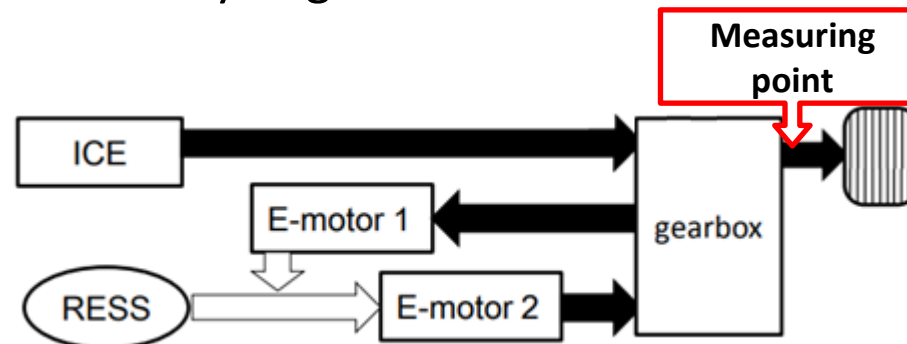 Measuring
point
ICE
E-motor 1
gearbox
RESS
E-motor 2